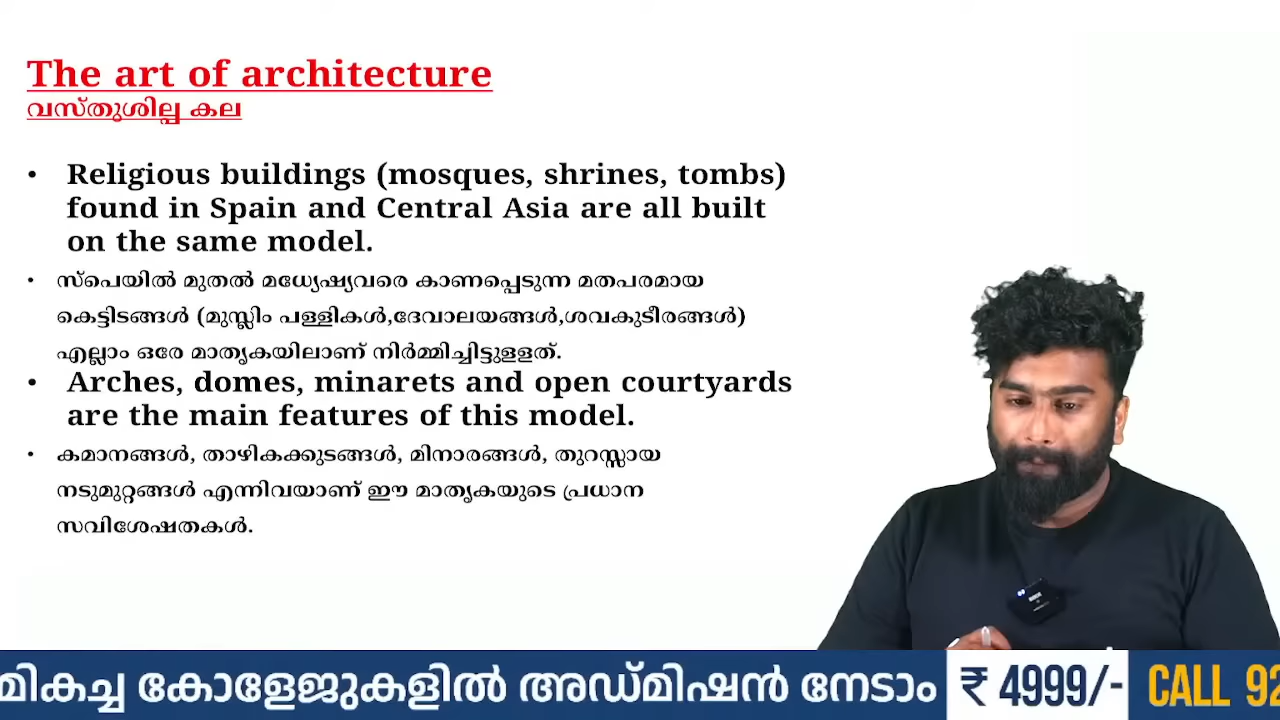 The art of architecture
വസ്തുശില്പ കല
• Religious buildings (mosques, shrines, tombs)
found in Spain and Central Asia are all built
on the same model.
• സ്പെയിൽ മുതൽ മധ്യേഷ്യവരെ കാണപ്പെടുന്ന മതപരമായ
കെട്ടിടങ്ങൾ (മുസ്ലിം പള്ളികൾ,ദേവാലയങ്ങൾ,ശവകുടീരങ്ങൾ)
എല്ലാം ഒരേ മാതൃകയിലാണ് നിർമ്മിച്ചിട്ടുളളത്.
• Arches, domes, minarets and open courtyards
are the main features of this model.
• കമാനങ്ങൾ, താഴികക്കുടങ്ങൾ, മിനാരങ്ങൾ, തുറസ്സായ
നടുമുറ്റങ്ങൾ എന്നിവയാണ് ഈ മാതൃകയുടെ പ്രധാന
സവിശേഷതകൾ.
മികച്ച കോളേജുകളിൽ അഡ്മിഷൻ നേടാം ₹ 4999/- CALL 92